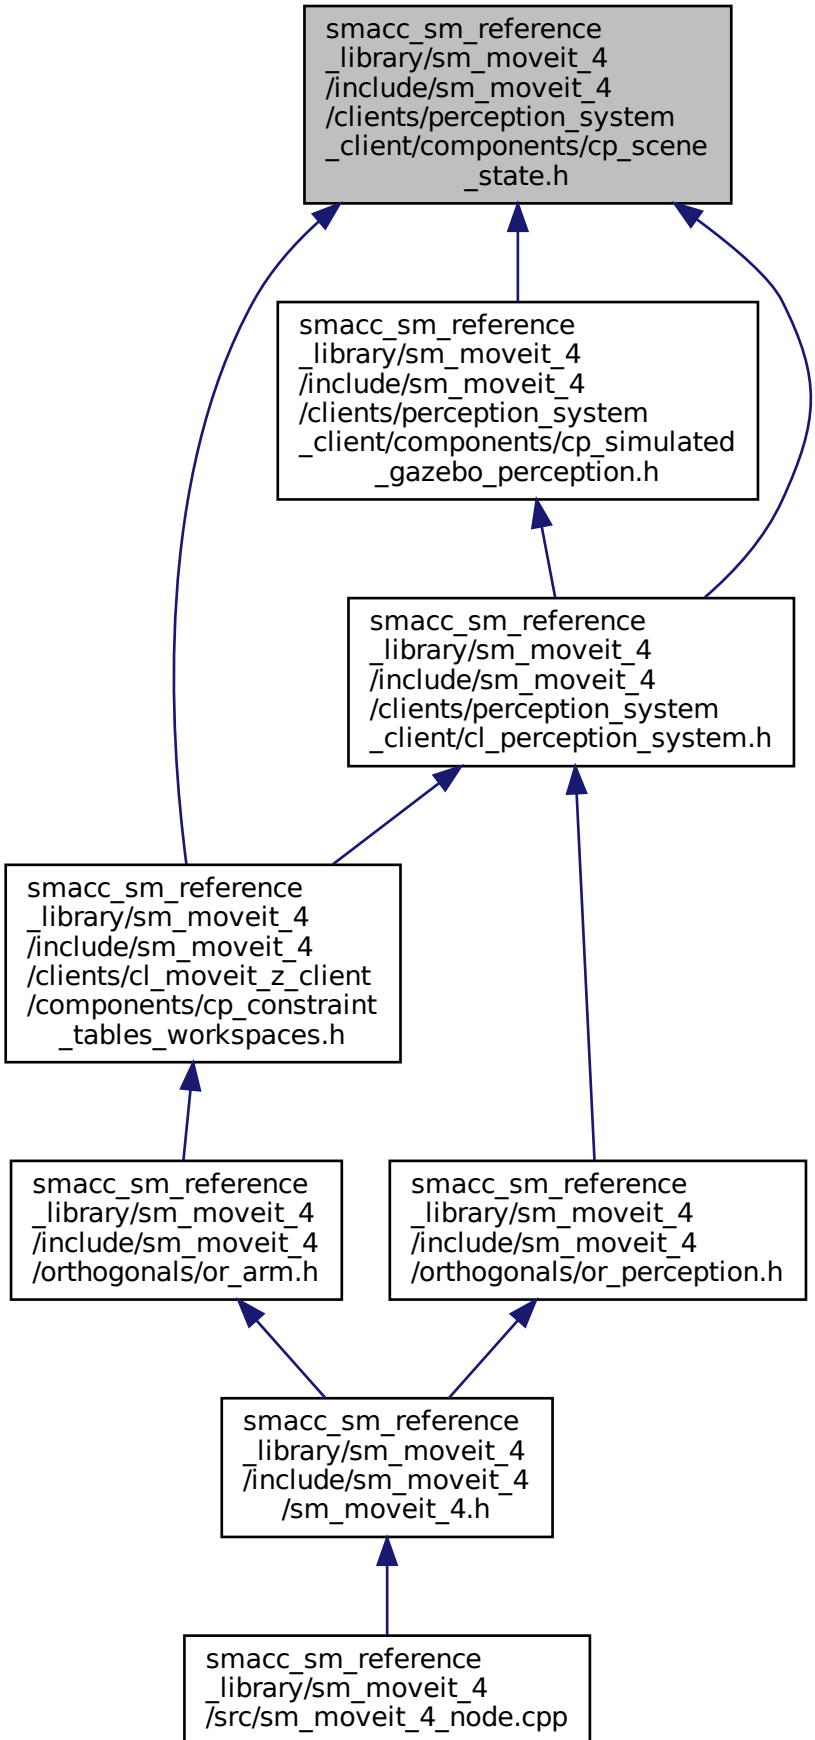 smacc_sm_reference
_library/sm_moveit_4
/include/sm_moveit_4
/clients/perception_system
_client/components/cp_scene
_state.h
smacc_sm_reference
_library/sm_moveit_4
/include/sm_moveit_4
/clients/perception_system
_client/components/cp_simulated
_gazebo_perception.h
smacc_sm_reference
_library/sm_moveit_4
/include/sm_moveit_4
/clients/perception_system
_client/cl_perception_system.h
smacc_sm_reference
_library/sm_moveit_4
/include/sm_moveit_4
/clients/cl_moveit_z_client
/components/cp_constraint
_tables_workspaces.h
smacc_sm_reference
_library/sm_moveit_4
/include/sm_moveit_4
/orthogonals/or_arm.h
smacc_sm_reference
_library/sm_moveit_4
/include/sm_moveit_4
/orthogonals/or_perception.h
smacc_sm_reference
_library/sm_moveit_4
/include/sm_moveit_4
/sm_moveit_4.h
smacc_sm_reference
_library/sm_moveit_4
/src/sm_moveit_4_node.cpp